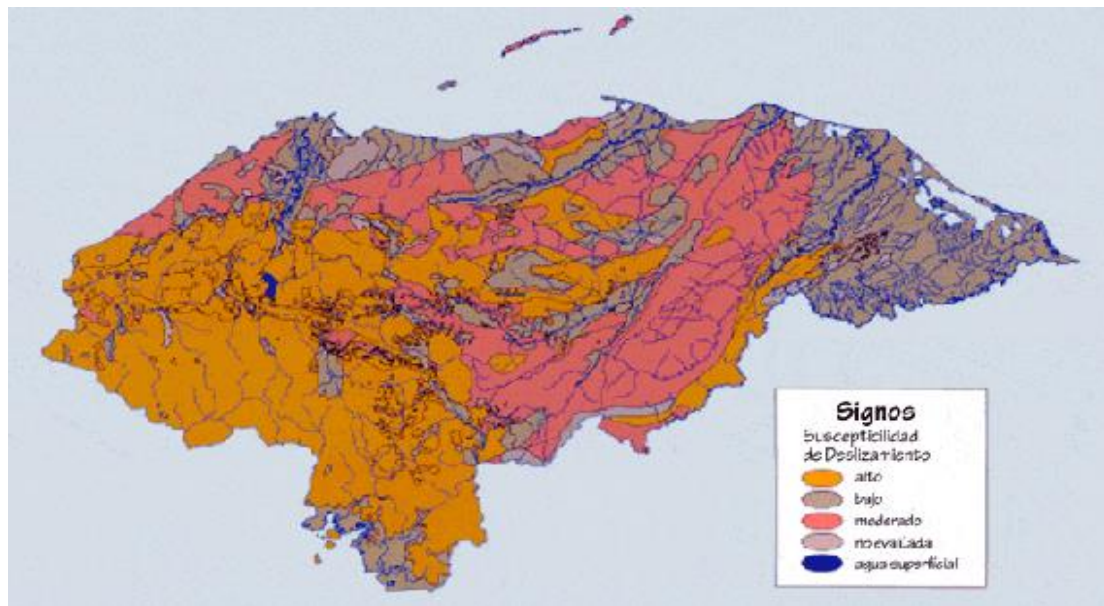 Signos
Susceptibilidad
de Deslizamiento
alto
bajo
moderado
no evaluada
agua superficial